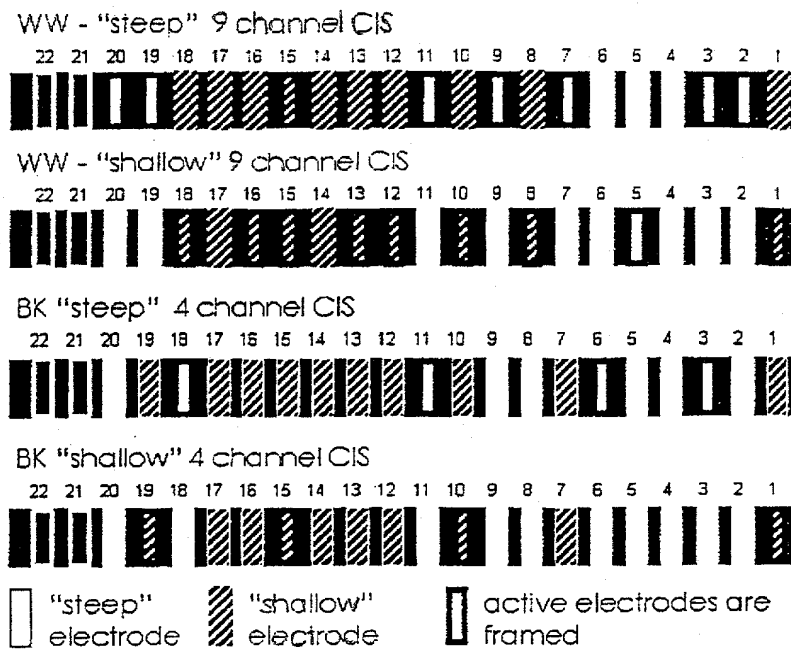 WW - "steep" 9 channel CIS
22 21 20 19 18 17 16 15 14 13 12 11 10 9 8 7 6 5 4 3 2 1
WW - "shallow" 9 channel CIS
22 21 20 19 18 17 16 15 14 13 12 11 10 9 8 7 6 5 4 3 2 1
BK "steep" 4 channel CIS
22 21 20 19 18 17 16 15 14 13 12 11 10 9 8 7 6 5 4 3 2 1
BK "shallow" 4 channel CIS
22 21 20 19 18 17 16 15 14 13 12 11 10 9 8 7 6 5 4 3 2 1
"steep" "shallow" active electrodes are
electrode electrode framed